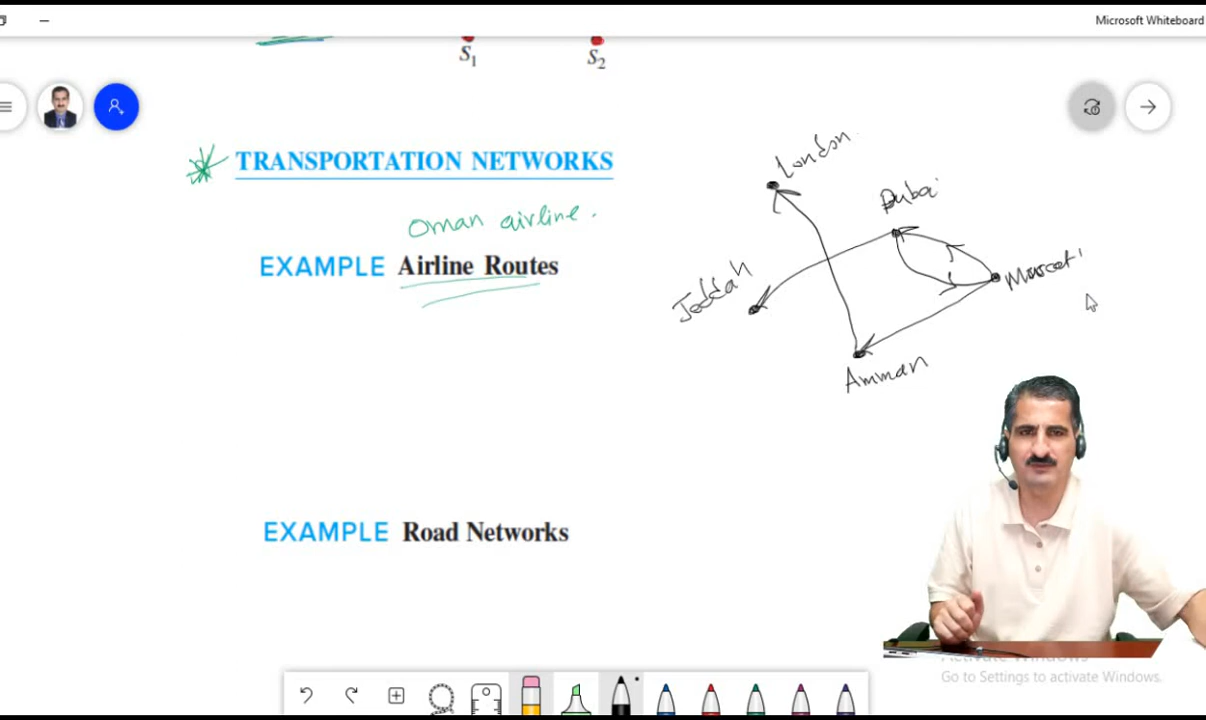 Microsoft Whiteboard
S₁ S₂
TRANSPORTATION NETWORKS
Oman airline.
EXAMPLE Airline Routes
London
Dubai
Muscat
Jeddah
Amman
EXAMPLE Road Networks
Activate Windows
Go to Settings to activate Windows.